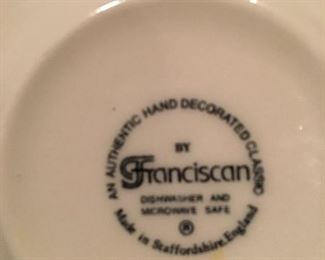 AN AUTHENTIC HAND DECORATED CLASSIC
BY
Franciscan
DISHWASHER AND
MICROWAVE SAFE
®
Made in Staffordshire, England